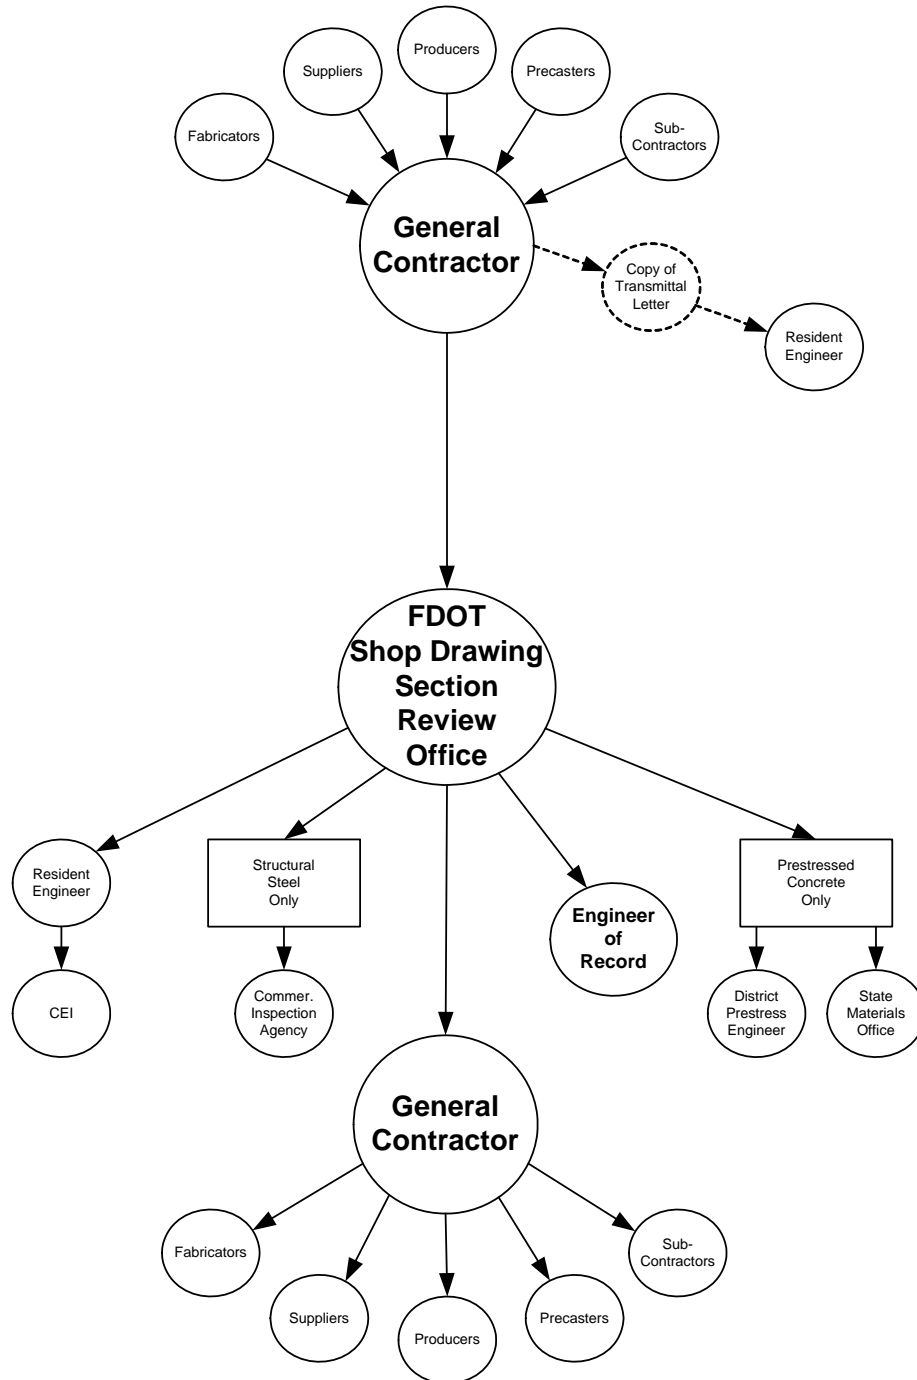 Producers
Suppliers
Precasters
Fabricators
Sub-
Contractors
General
Contractor
Copy of
Transmittal
Letter
Resident
Engineer
FDOT
Shop Drawing
Section
Review
Office
Resident
Engineer
Structural
Steel
Only
Engineer
of
Record
Prestressed
Concrete
Only
CEI
Commer.
Inspection
Agency
District
Prestress
Engineer
State
Materials
Office
General
Contractor
Fabricators
Suppliers
Producers
Precasters
Sub-
Contractors